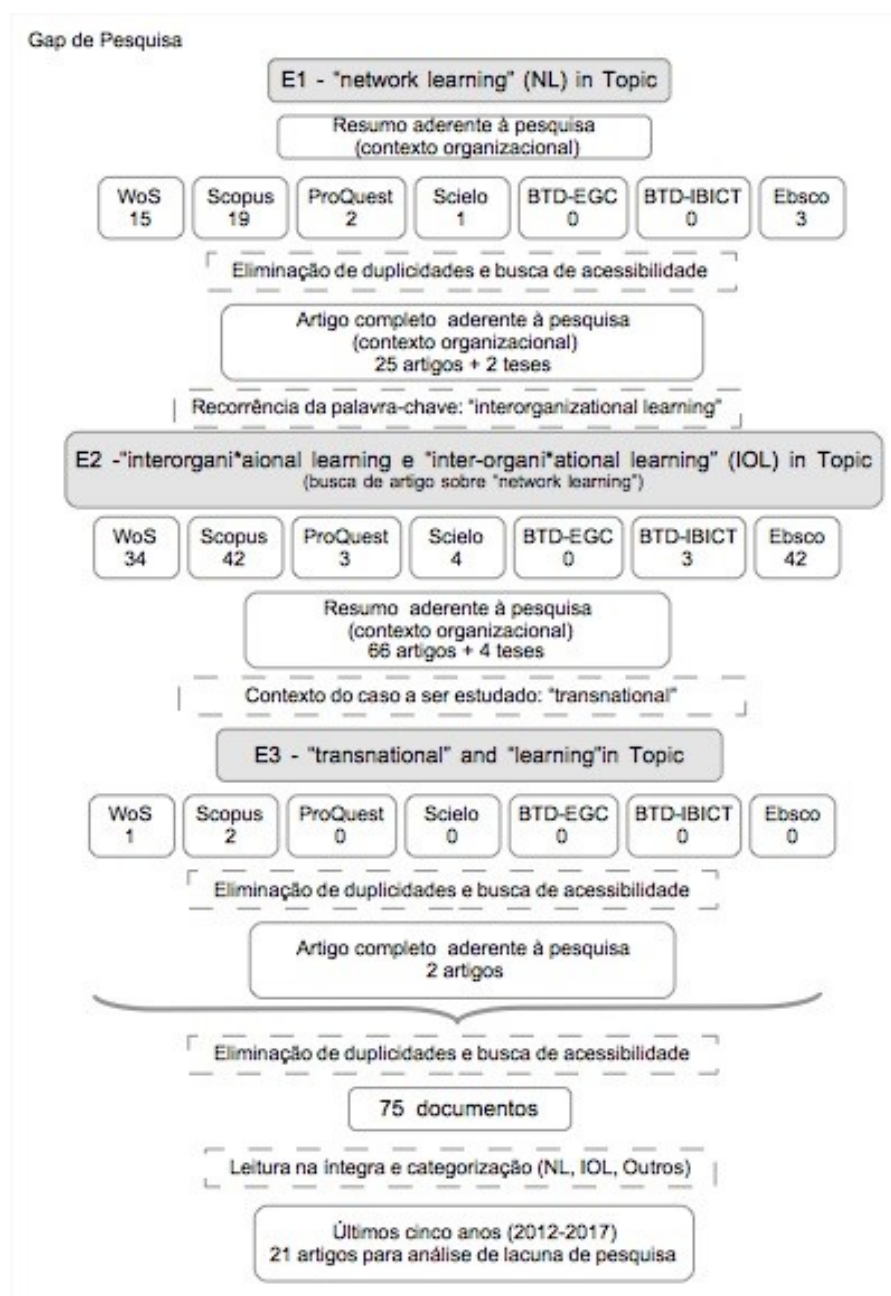 Gap de Pesquisa
E1 - "network learning" (NL) in Topic
Resumo aderente à pesquisa
(contexto organizacional)
WoS Scopus ProQuest Scielo BTD-EGC BTD-IBICT Ebsco
15 19 2 1 0 0 3
Eliminação de duplicidades e busca de acessibilidade
Artigo completo aderente à pesquisa
(contexto organizacional)
25 artigos + 2 teses
Recorrência da palavra-chave: "interorganizational learning"
E2 -"interorgani*aional learning e "inter-organi*ational learning" (IOL) in Topic
(busca de artigo sobre "network learning")
WoS Scopus ProQuest Scielo BTD-EGC BTD-IBICT Ebsco
34 42 3 4 0 3 42
Resumo aderente à pesquisa
(contexto organizacional)
66 artigos + 4 teses
Contexto do caso a ser estudado: "transnational"
E3 - "transnational" and "learning"in Topic
WoS Scopus ProQuest Scielo BTD-EGC BTD-IBICT Ebsco
1 2 0 0 0 0 0
Eliminação de duplicidades e busca de acessibilidade
Artigo completo aderente à pesquisa
2 artigos
Eliminação de duplicidades e busca de acessibilidade
75 documentos
Leitura na íntegra e categorização (NL, IOL, Outros)
Últimos cinco anos (2012-2017)
21 artigos para análise de lacuna de pesquisa